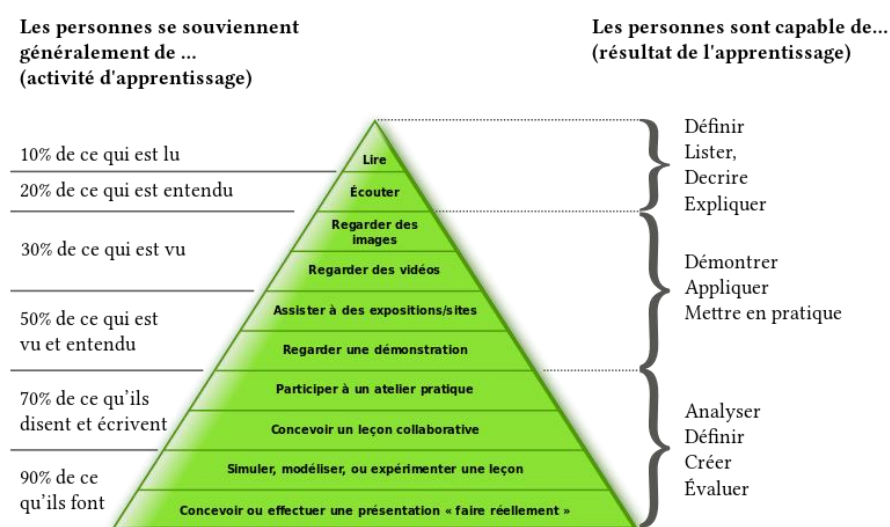 Les personnes se souviennent
généralement de ...
(activité d'apprentissage)
Les personnes sont capable de...
(résultat de l'apprentissage)
10% de ce qui est lu
20% de ce qui est entendu
30% de ce qui est vu
50% de ce qui est
vu et entendu
70% de ce qu'ils
disent et écrivent
90% de ce
qu'ils font
Lire
Écouter
Regarder des
images
Regarder des vidéos
Assister à des expositions/sites
Regarder une démonstration
Participer à un atelier pratique
Concevoir un leçon collaborative
Simuler, modéliser, ou expérimenter une leçon
Concevoir ou effectuer une présentation « faire réellement »
Définir
Lister,
Decrire
Expliquer
Démontrer
Appliquer
Mettre en pratique
Analyser
Définir
Créer
Évaluer